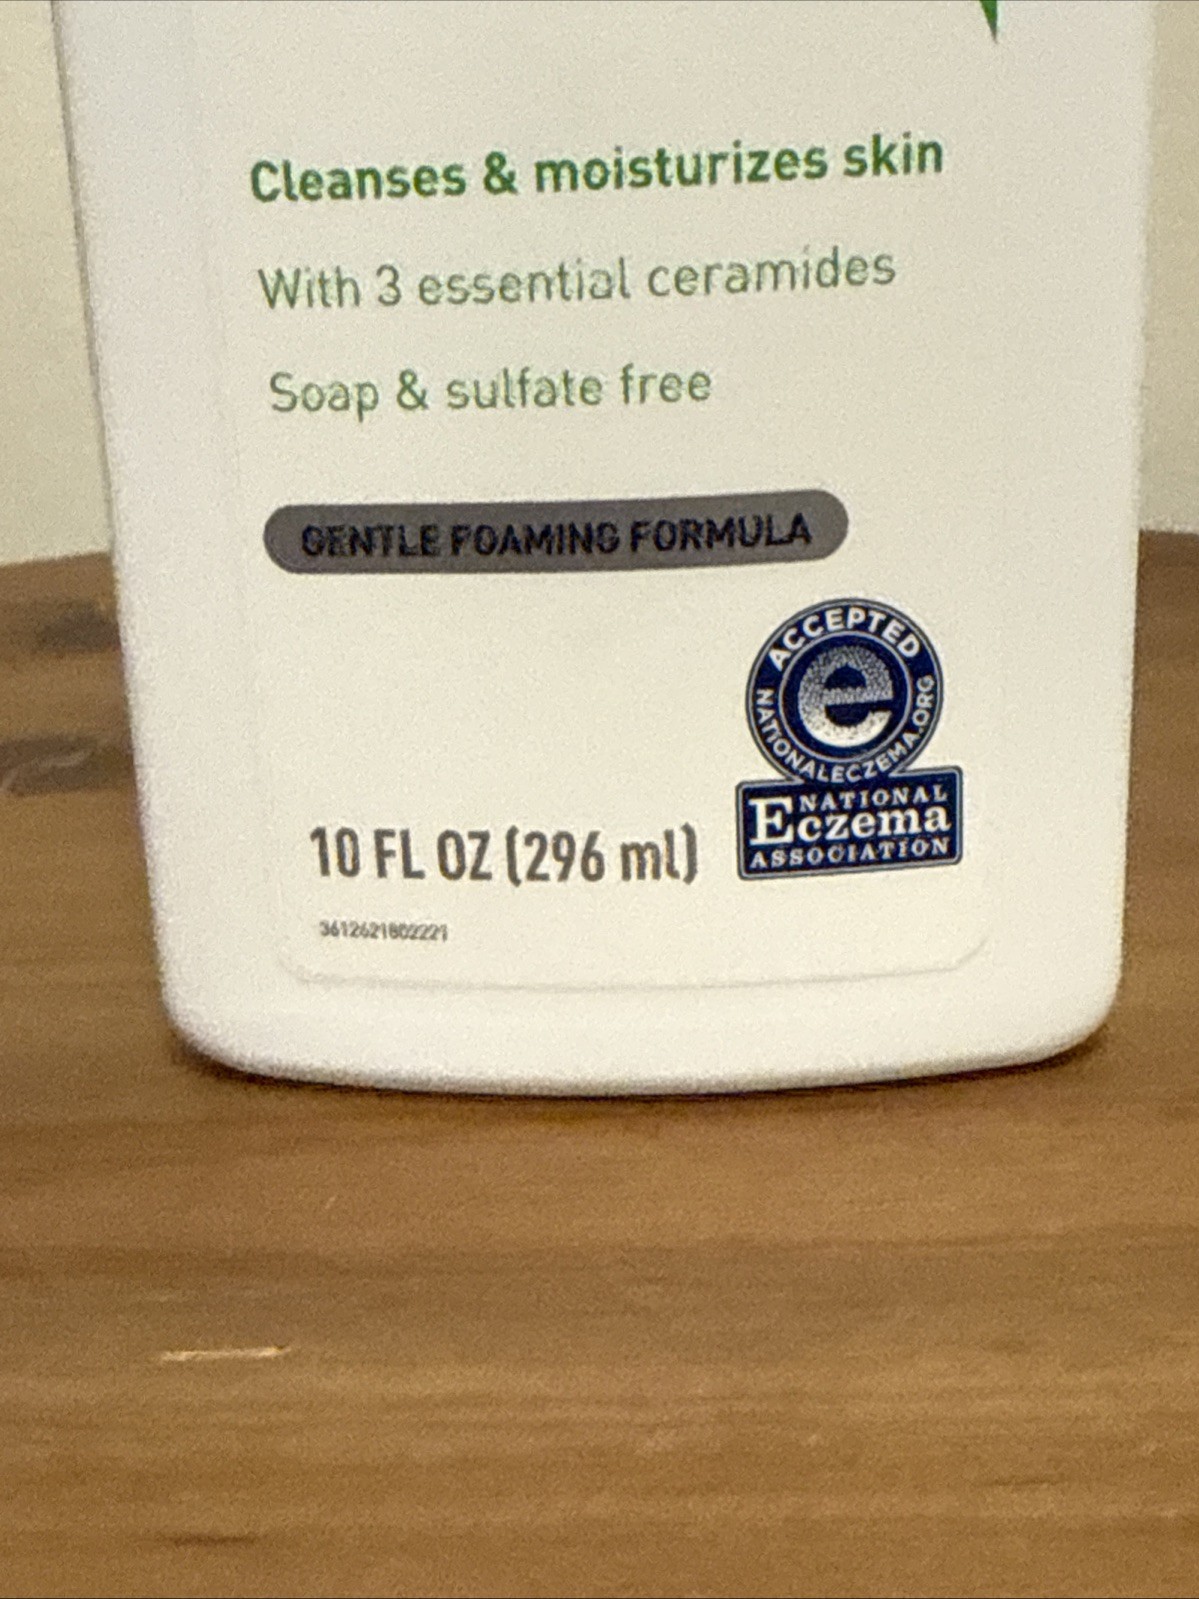 Cleanses & moisturizes skin
With 3 essential ceramides
Soap & sulfate free
GENTLE FOAMING FORMULA
ACCEPTED
NATIONALECZEMA.ORG
e
NATIONAL
Eczema
ASSOCIATION
10 FL OZ (296 ml)
3612621802221